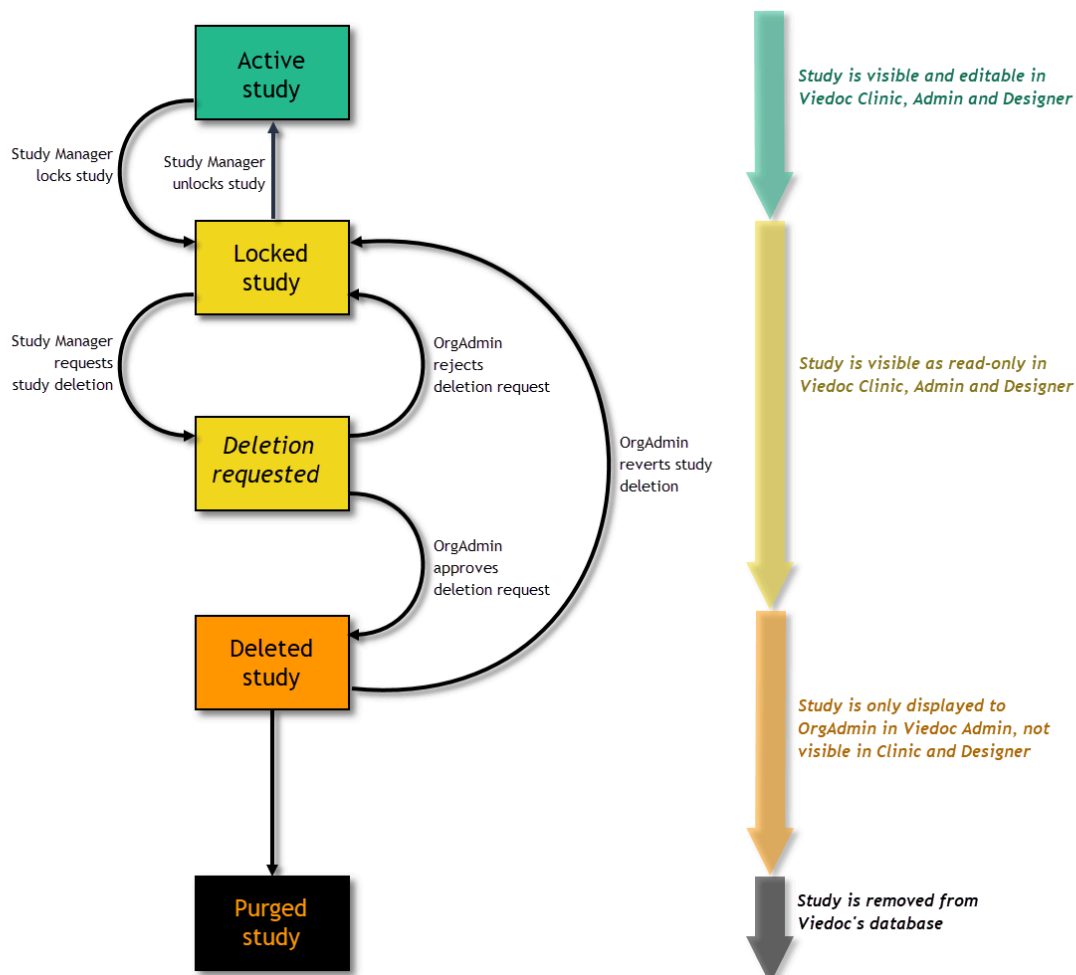 Active
study
Study is visible and editable in
Viedoc Clinic, Admin and Designer
Study Manager
locks study
Study Manager
unlocks study
Locked
study
Study Manager
requests
study deletion
OrgAdmin
rejects
deletion request
Study is visible as read-only in
Viedoc Clinic, Admin and Designer
Deletion
requested
OrgAdmin
reverts study
deletion
OrgAdmin
approves
deletion request
Deleted
study
Study is only displayed to
OrgAdmin in Viedoc Admin, not
visible in Clinic and Designer
Purged
study
Study is removed from
Viedoc's database